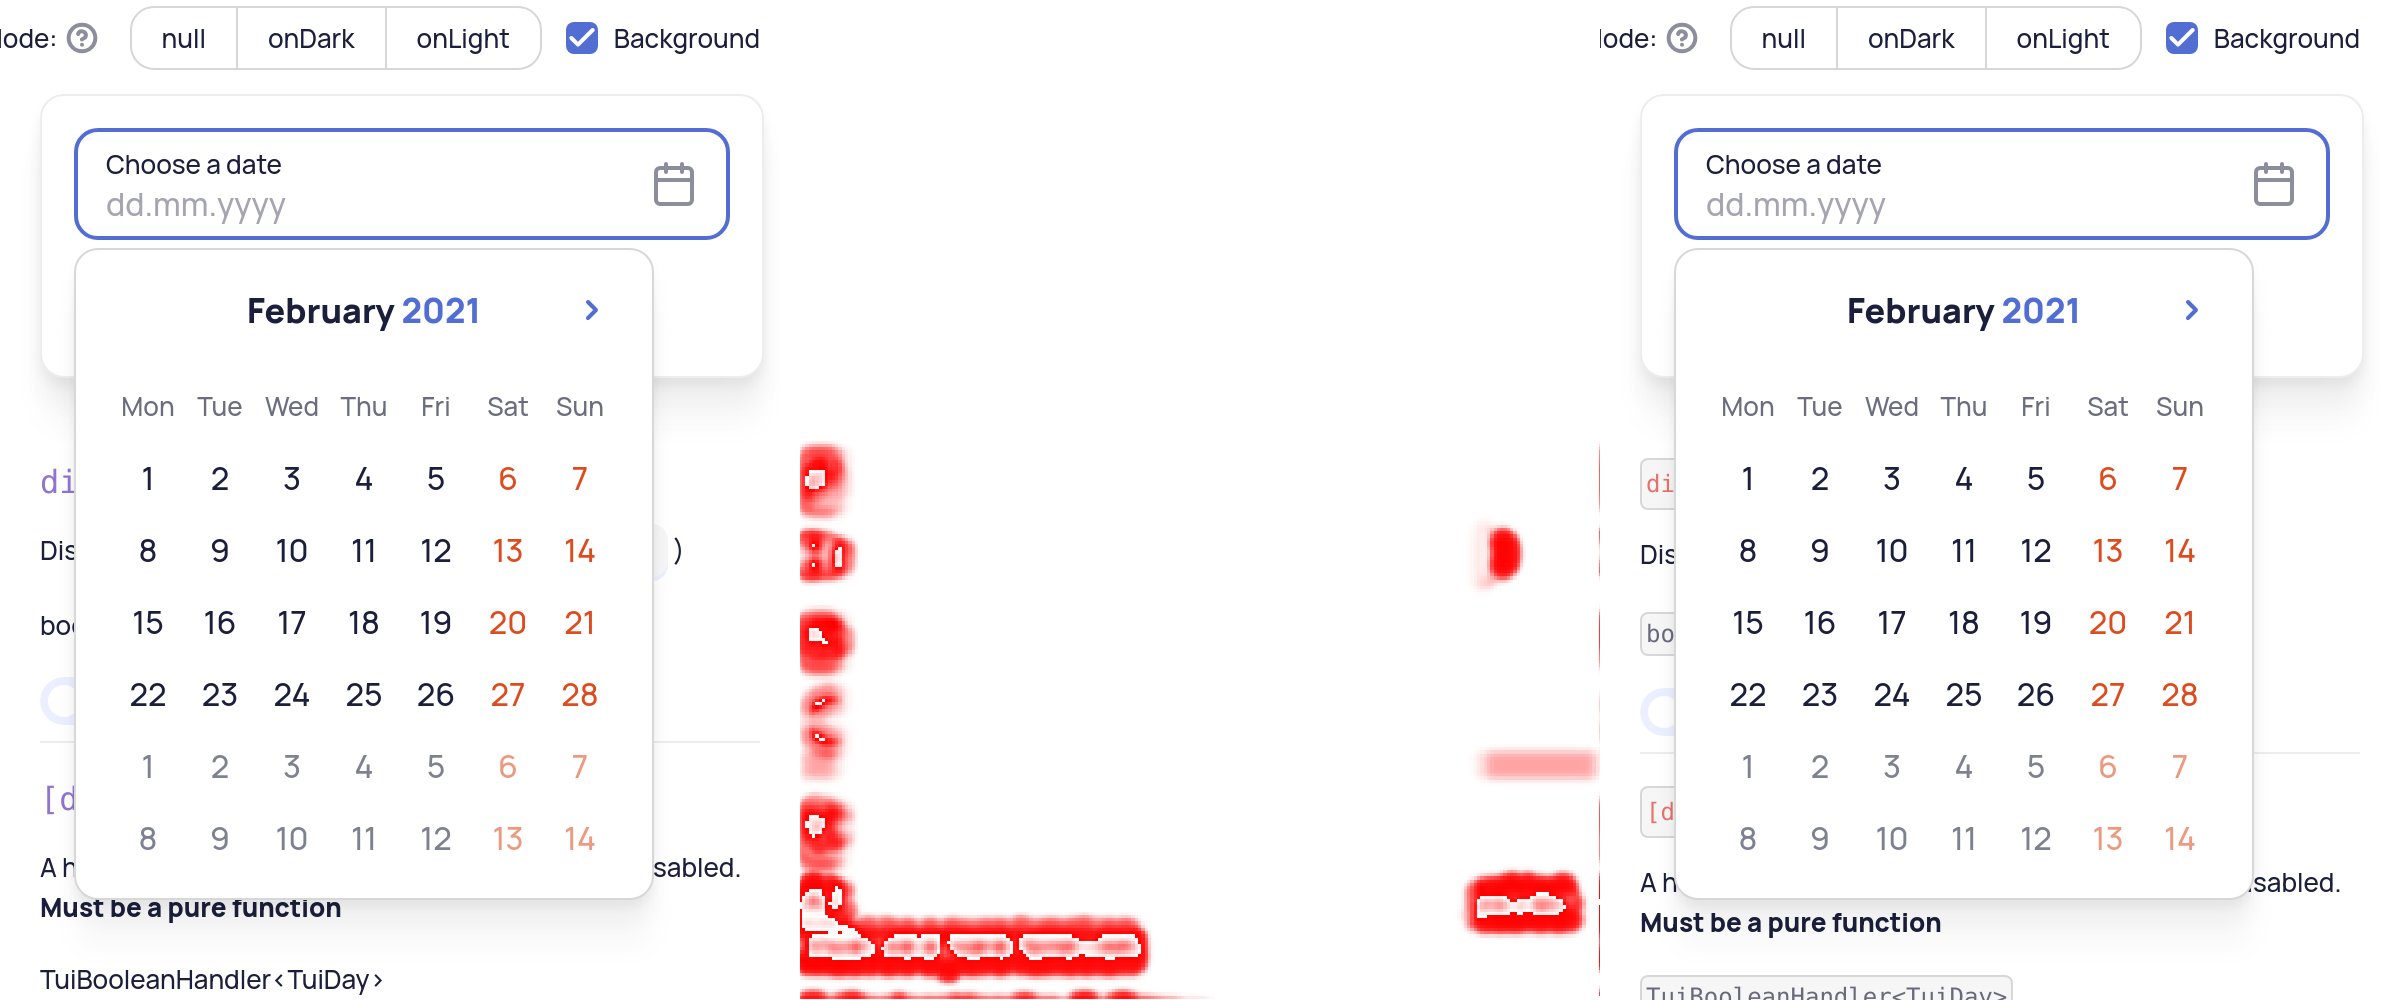 lode: null onDark onLight Background
Choose a date
dd.mm.yyyy
February 2021
Mon Tue Wed Thu Fri Sat Sun
di 1 2 3 4 5 6 7
Dis 8 9 10 11 12 13 14 )
boo 15 16 17 18 19 20 21
22 23 24 25 26 27 28
1 2 3 4 5 6 7
[d
8 9 10 11 12 13 14
A h sabled.
Must be a pure function
TuiBooleanHandler<TuiDay>
lode: null onDark onLight Background
Choose a date
dd.mm.yyyy
February 2021
Mon Tue Wed Thu Fri Sat Sun
di 1 2 3 4 5 6 7
Dis 8 9 10 11 12 13 14
bo 15 16 17 18 19 20 21
22 23 24 25 26 27 28
1 2 3 4 5 6 7
[d
8 9 10 11 12 13 14
A h sabled.
Must be a pure function
TuiBooleanHandler<TuiDay>